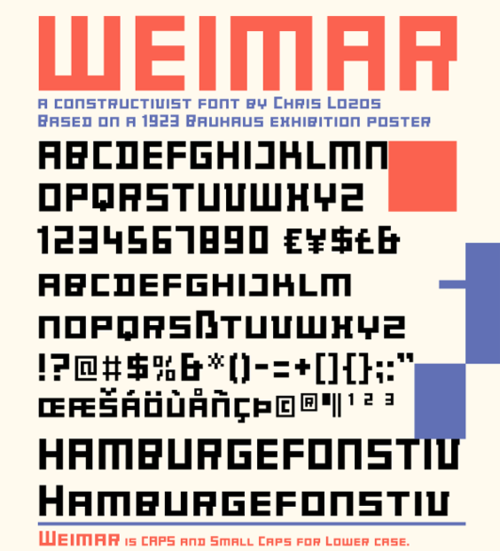 WEIMAR
a constructivist font by Chris Lozos
Based on a 1923 Bauhaus exhibition poster
ABCDEFGHIJKLMN
OPQRSTUVWXYZ
1234567890 €¥$£&
abcdefghijklm
nopqrsßtuvwxyz
!?@#$%&*()-=+[]{};:”
œæšáöùåñçþ©®¶¹²³
HAMBURGEFONSTIV
Hamburgefonstiv
Weimar is CAPS and Small Caps for Lower case.